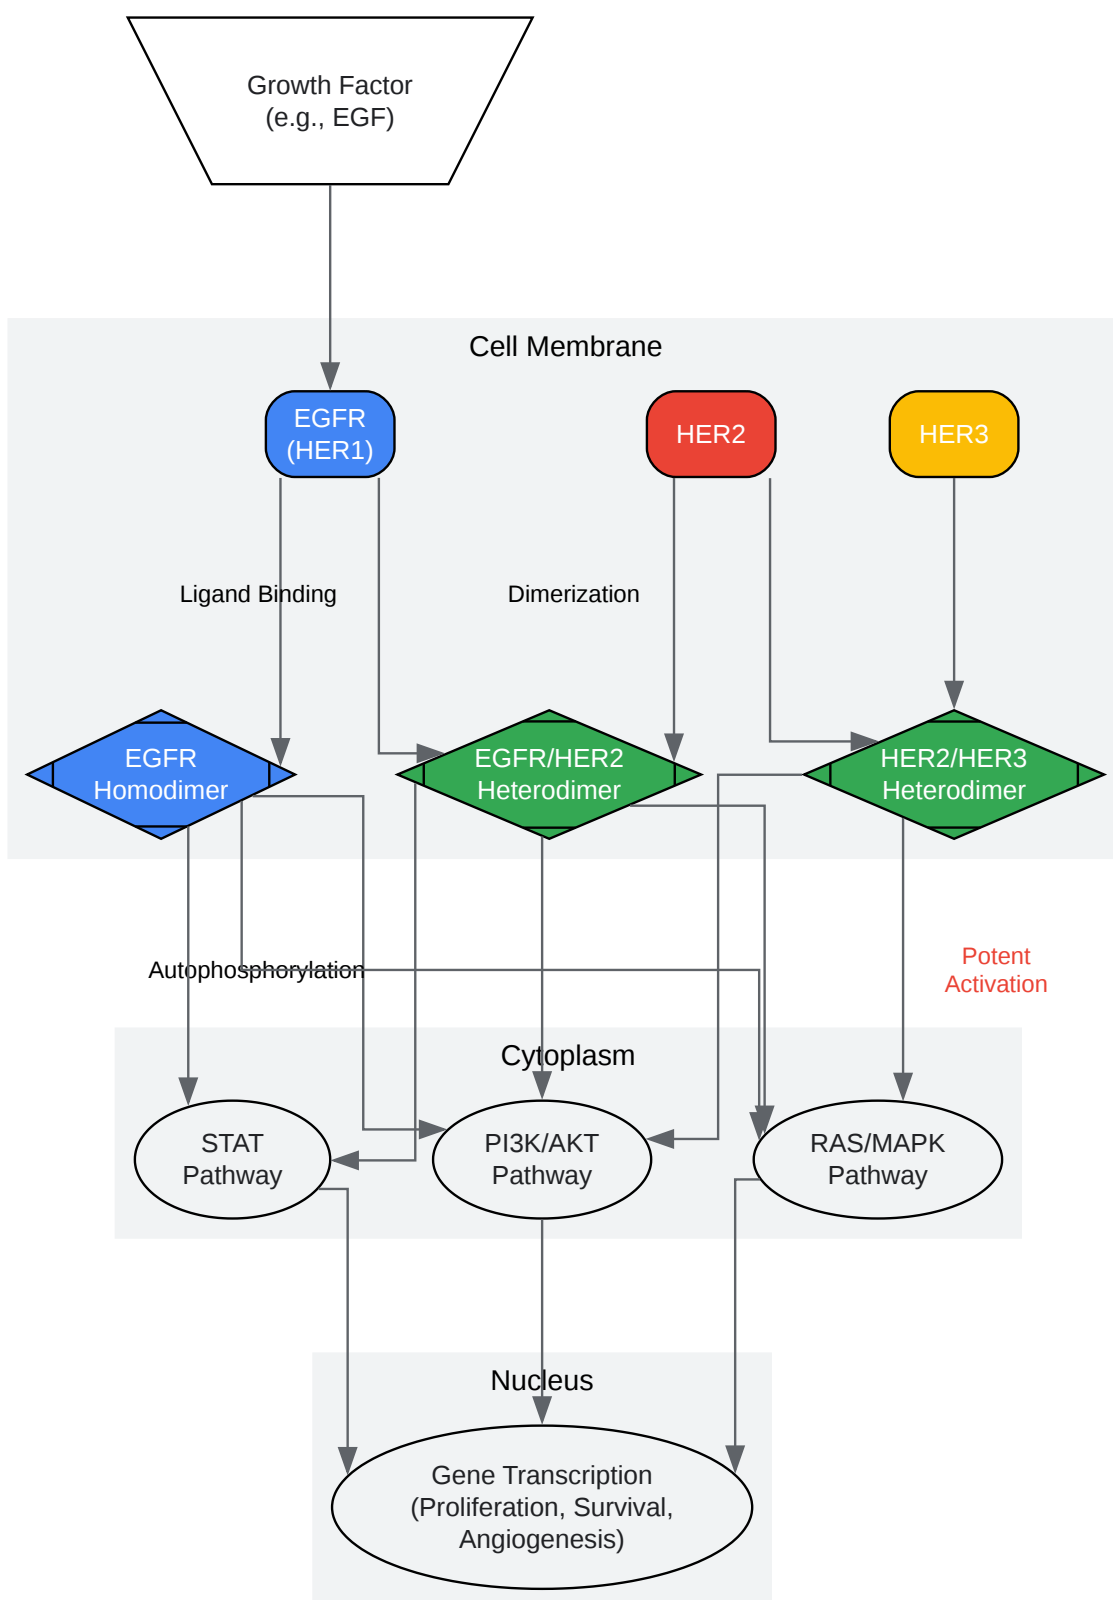 Growth Factor
(e.g., EGF)
Cell Membrane
EGFR
(HER1)
HER2
HER3
Ligand Binding
Dimerization
EGFR
Homodimer
EGFR/HER2
Heterodimer
HER2/HER3
Heterodimer
Autophosphorylation
Potent
Activation
Cytoplasm
STAT
Pathway
PI3K/AKT
Pathway
RAS/MAPK
Pathway
Nucleus
Gene Transcription
(Proliferation, Survival,
Angiogenesis)